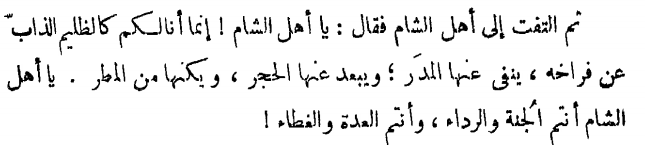 ثم التفت إلى أهل الشام فقال : يا أهل الشام ! إنما أنا لكم كالظليم الذابّ
عن فراخه ، ينفى عنها المدَر ؛ ويبعد عنها الحجر ، ويكنها من المطر . يا أهل
الشام أنتم الجُنة والرداء ، وأنتم العدة والغطاء !